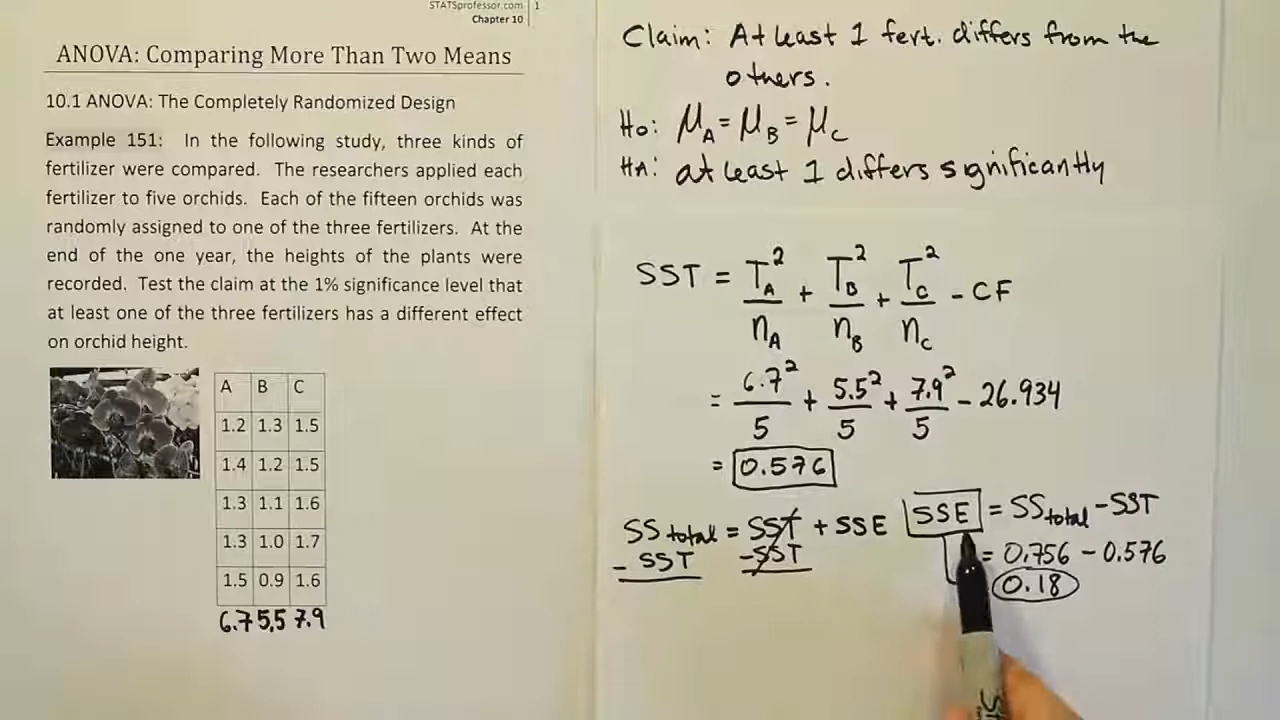 STATSprofessor.com 1
Chapter 10
ANOVA: Comparing More Than Two Means
10.1 ANOVA: The Completely Randomized Design
Example 151: In the following study, three kinds of
fertilizer were compared. The researchers applied each
fertilizer to five orchids. Each of the fifteen orchids was
randomly assigned to one of the three fertilizers. At the
end of the one year, the heights of the plants were
recorded. Test the claim at the 1% significance level that
at least one of the three fertilizers has a different effect
on orchid height.
A B C
1.2 1.3 1.5
1.4 1.2 1.5
1.3 1.1 1.6
1.3 1.0 1.7
1.5 0.9 1.6
6.7 5.5 7.9
Claim: At least 1 fert. differs from the
others.
Ho: μA = μB = μC
HA: at least 1 differs significantly
SST = TA²/nA + TB²/nB + TC²/nC - CF
= 6.7²/5 + 5.5²/5 + 7.9²/5 - 26.934
= 0.576
SStotal = SST + SSE
- SST - SST
SSE = SStotal - SST
= 0.756 - 0.576
0.18